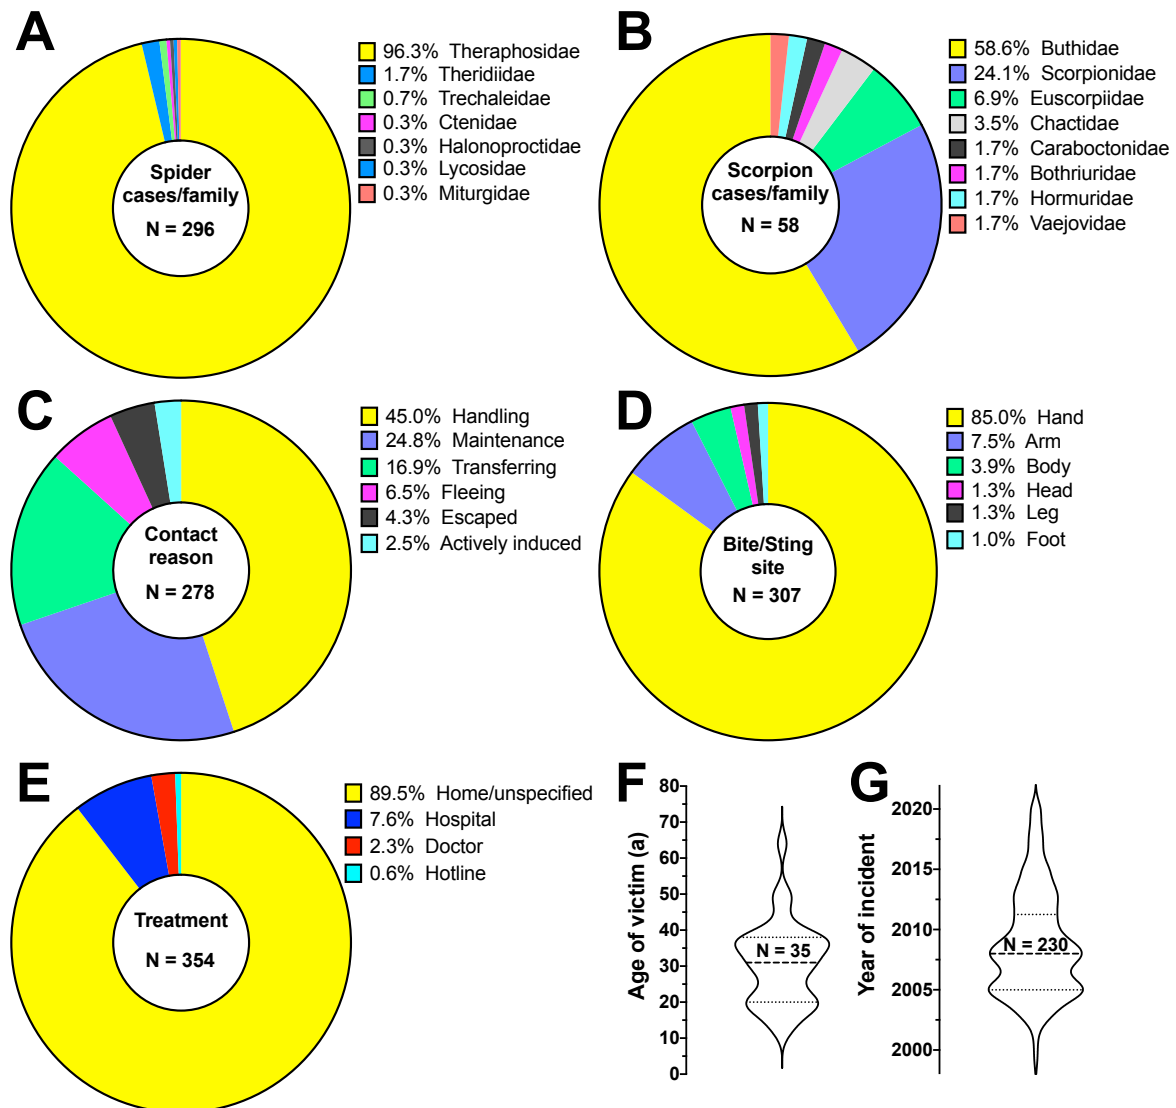 A
96.3% Theraphosidae
1.7% Theridiidae
0.7% Trechaleidae
0.3% Ctenidae
0.3% Halonoproctidae
0.3% Lycosidae
0.3% Miturgidae
Spider
cases/family
N = 296
B
58.6% Buthidae
24.1% Scorpionidae
6.9% Euscorpiidae
3.5% Chactidae
1.7% Caraboctonidae
1.7% Bothriuridae
1.7% Hormuridae
1.7% Vaejovidae
Scorpion
cases/family
N = 58
C
45.0% Handling
24.8% Maintenance
16.9% Transferring
6.5% Fleeing
4.3% Escaped
2.5% Actively induced
Contact
reason
N = 278
D
85.0% Hand
7.5% Arm
3.9% Body
1.3% Head
1.3% Leg
1.0% Foot
Bite/Sting
site
N = 307
E
89.5% Home/unspecified
7.6% Hospital
2.3% Doctor
0.6% Hotline
Treatment
N = 354
F
Age of victim (a)
80
70
60
50
40
30
20
10
0
N = 35
G
Year of incident
2020
2015
2010
2005
2000
N = 230